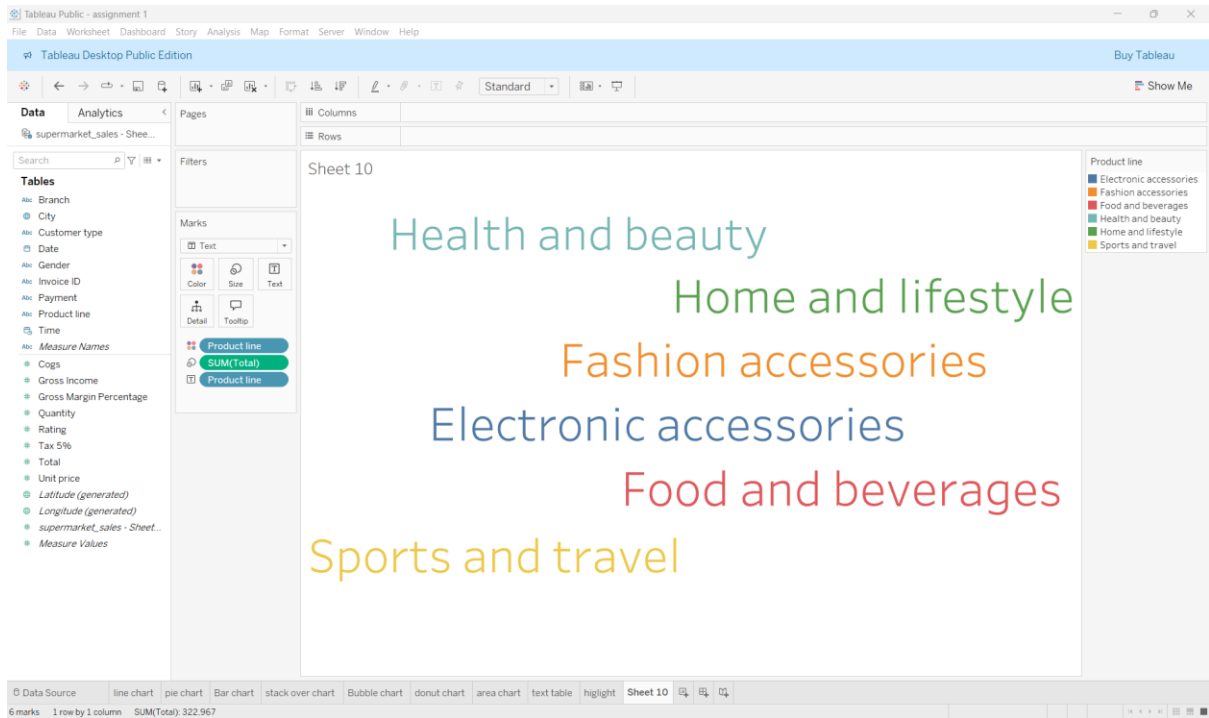 Tableau Public - assignment 1
File Data Worksheet Dashboard Story Analysis Map Format Server Window Help
Tableau Desktop Public Edition
Buy Tableau
Standard
Show Me
Data Analytics
Pages
Columns
supermarket_sales - Shee...
Rows
Search
Filters
Sheet 10
Product line
Tables
Electronic accessories
Fashion accessories
Food and beverages
Health and beauty
Home and lifestyle
Sports and travel
Abc Branch
City
Abc Customer type
Date
Abc Gender
Abc Invoice ID
Abc Payment
Abc Product line
Time
Abc Measure Names
# Cogs
# Gross Income
# Gross Margin Percentage
# Quantity
# Rating
# Tax 5%
# Total
# Unit price
Latitude (generated)
Longitude (generated)
# supermarket_sales - Sheet...
# Measure Values
Marks
Text
Color Size Text
Detail Tooltip
Product line
SUM(Total)
Product line
Health and beauty
Home and lifestyle
Fashion accessories
Electronic accessories
Food and beverages
Sports and travel
Data Source line chart pie chart Bar chart stack over chart Bubble chart donut chart area chart text table higlight Sheet 10
6 marks 1 row by 1 column SUM(Total): 322,967